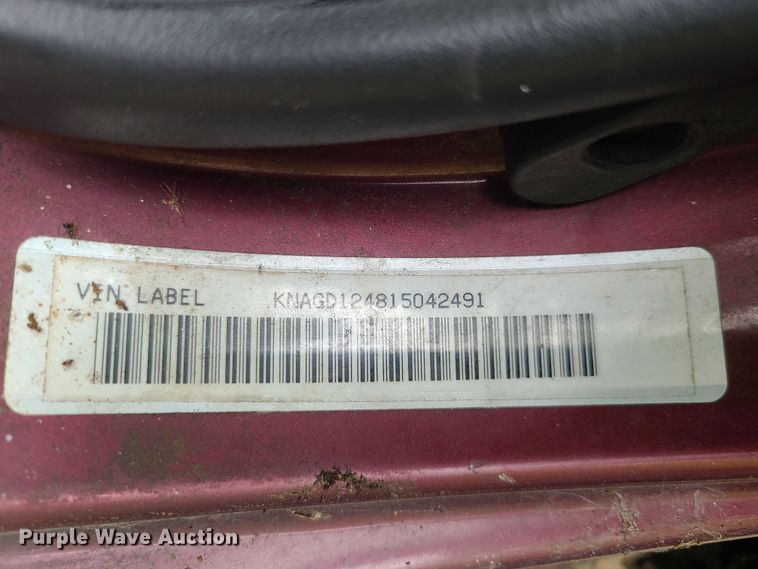 VIN LABEL KNAGD124815042491
Purple Wave Auction